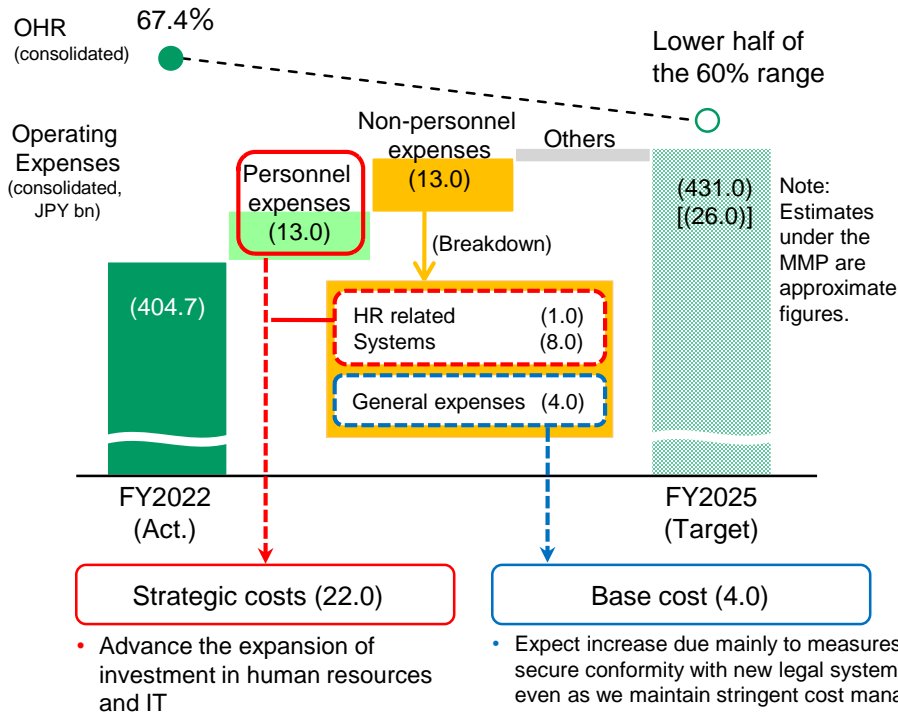 OHR
(consolidated)
67.4%
Lower half of
the 60% range
Operating
Expenses
(consolidated,
JPY bn)
Personnel
expenses
(13.0)
Non-personnel
expenses
(13.0)
Others
(431.0)
[(26.0)]
Note:
Estimates
under the
MMP are
approximate
figures.
(Breakdown)
(404.7)
HR related (1.0)
Systems (8.0)
General expenses (4.0)
FY2022
(Act.)
FY2025
(Target)
Strategic costs (22.0)
• Advance the expansion of
investment in human resources
and IT
Base cost (4.0)
• Expect increase due mainly to measures
secure conformity with new legal system
even as we maintain stringent cost mana